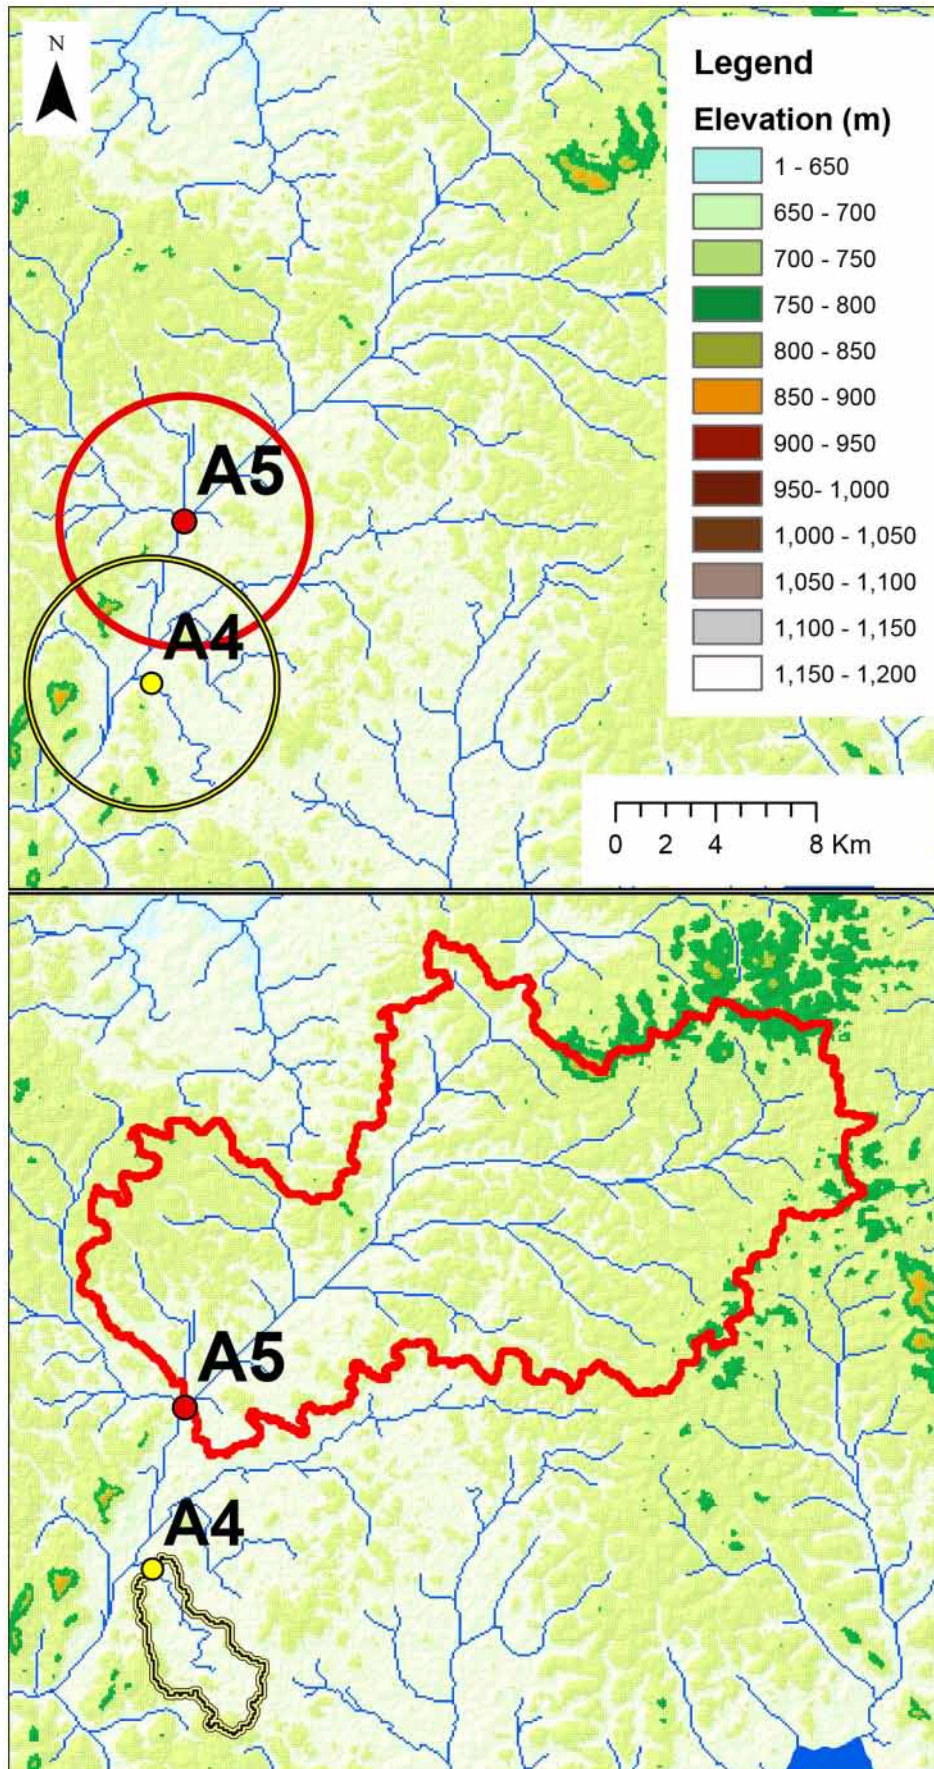 N
Legend
Elevation (m)
1 - 650
650 - 700
700 - 750
750 - 800
800 - 850
850 - 900
900 - 950
950- 1,000
1,000 - 1,050
1,050 - 1,100
1,100 - 1,150
1,150 - 1,200
A5
A4
0 2 4 8 Km
A5
A4